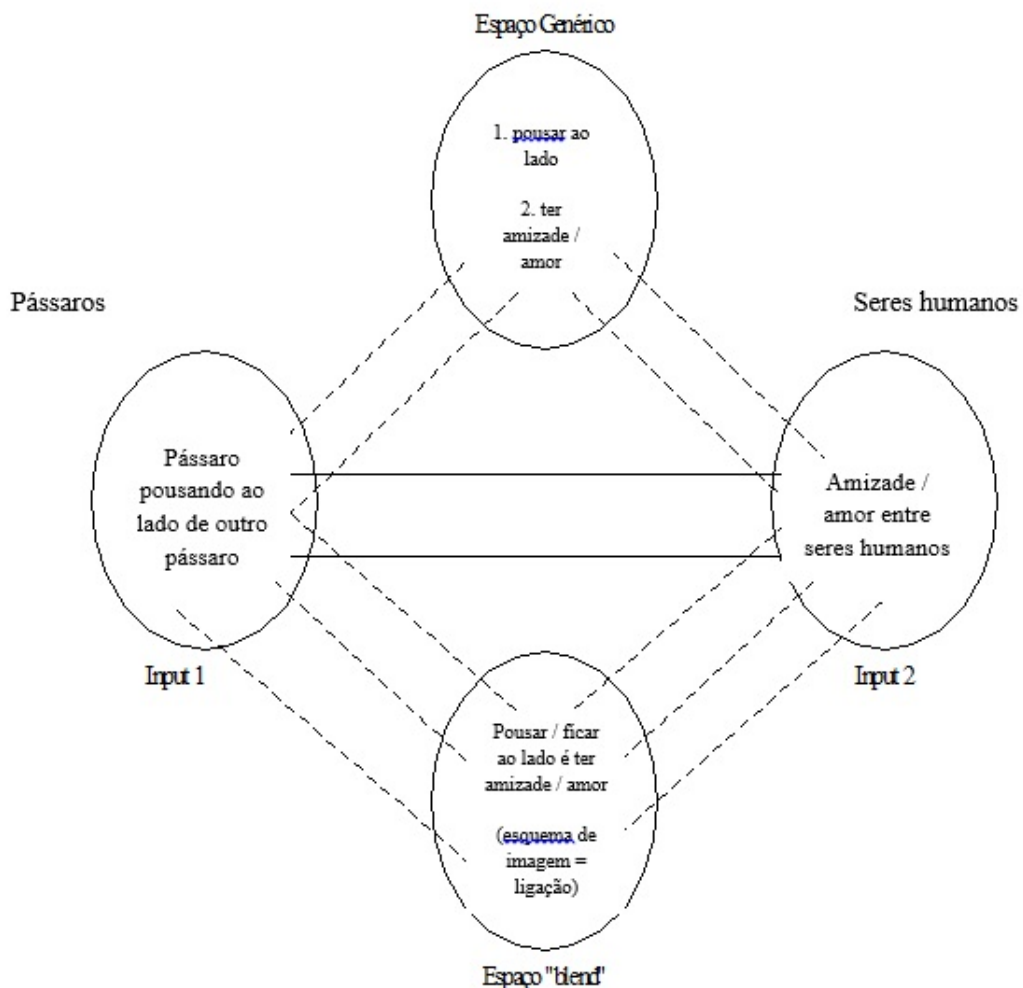 Espaço Genérico
1. pousar ao
lado
2. ter
amizade /
amor
Pássaros
Seres humanos
Pássaro
pousando ao
lado de outro
pássaro
Amizade /
amor entre
seres humanos
Input 1
Input 2
Pousar / ficar
ao lado é ter
amizade / amor
(esquema de
imagem =
ligação)
Espaço "blend"